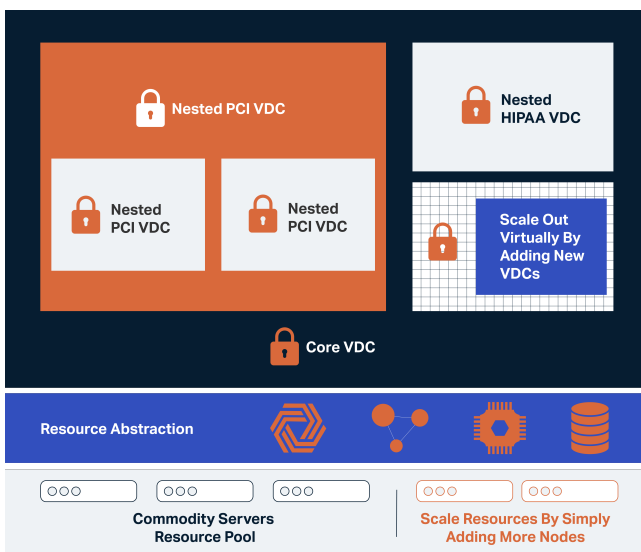 Nested PCI VDC
Nested
PCI VDC
Nested
PCI VDC
Nested
HIPAA VDC
Scale Out
Virtually By
Adding New
VDCs
Core VDC
Resource Abstraction
Commodity Servers
Resource Pool
Scale Resources By Simply
Adding More Nodes